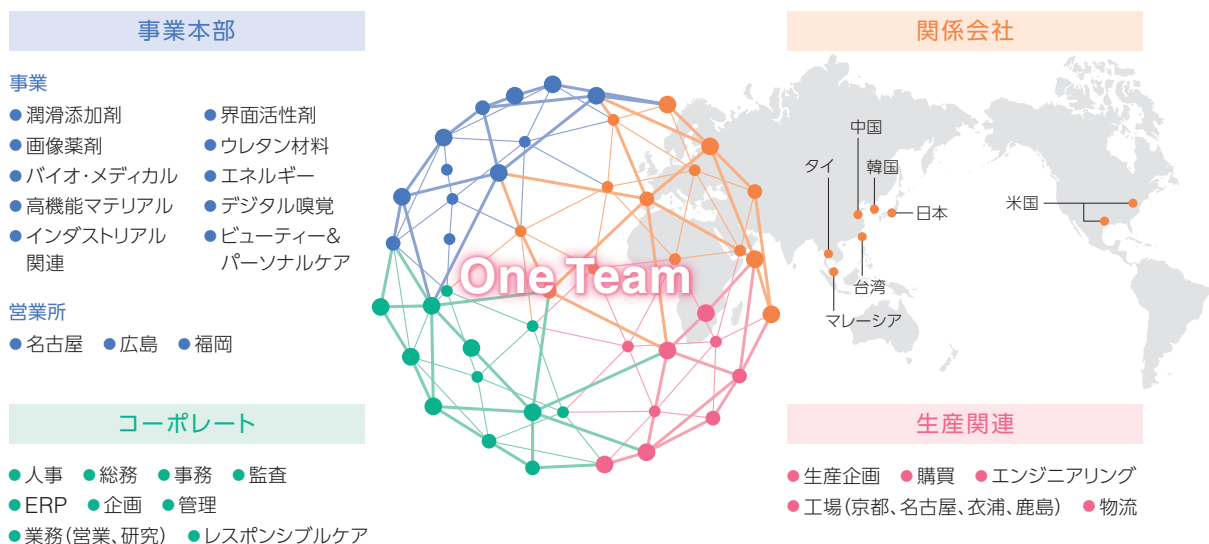 事業本部
事業
●潤滑添加剤
●界面活性剤
●画像薬剤
●ウレタン材料
●バイオ・メディカル
●エネルギー
●高機能マテリアル
●デジタル嗅覚
●インダストリアル
関連
●ビューティー&
パーソナルケア
営業所
●名古屋 ●広島 ●福岡
コーポレート
●人事 ●総務 ●事務 ●監査
●ERP ●企画 ●管理
●業務(営業、研究) ●レスポンシブルケア
One Team
関係会社
中国
タイ
韓国
日本
米国
台湾
マレーシア
生産関連
●生産企画 ●購買 ●エンジニアリング
●工場(京都、名古屋、衣浦、鹿島) ●物流